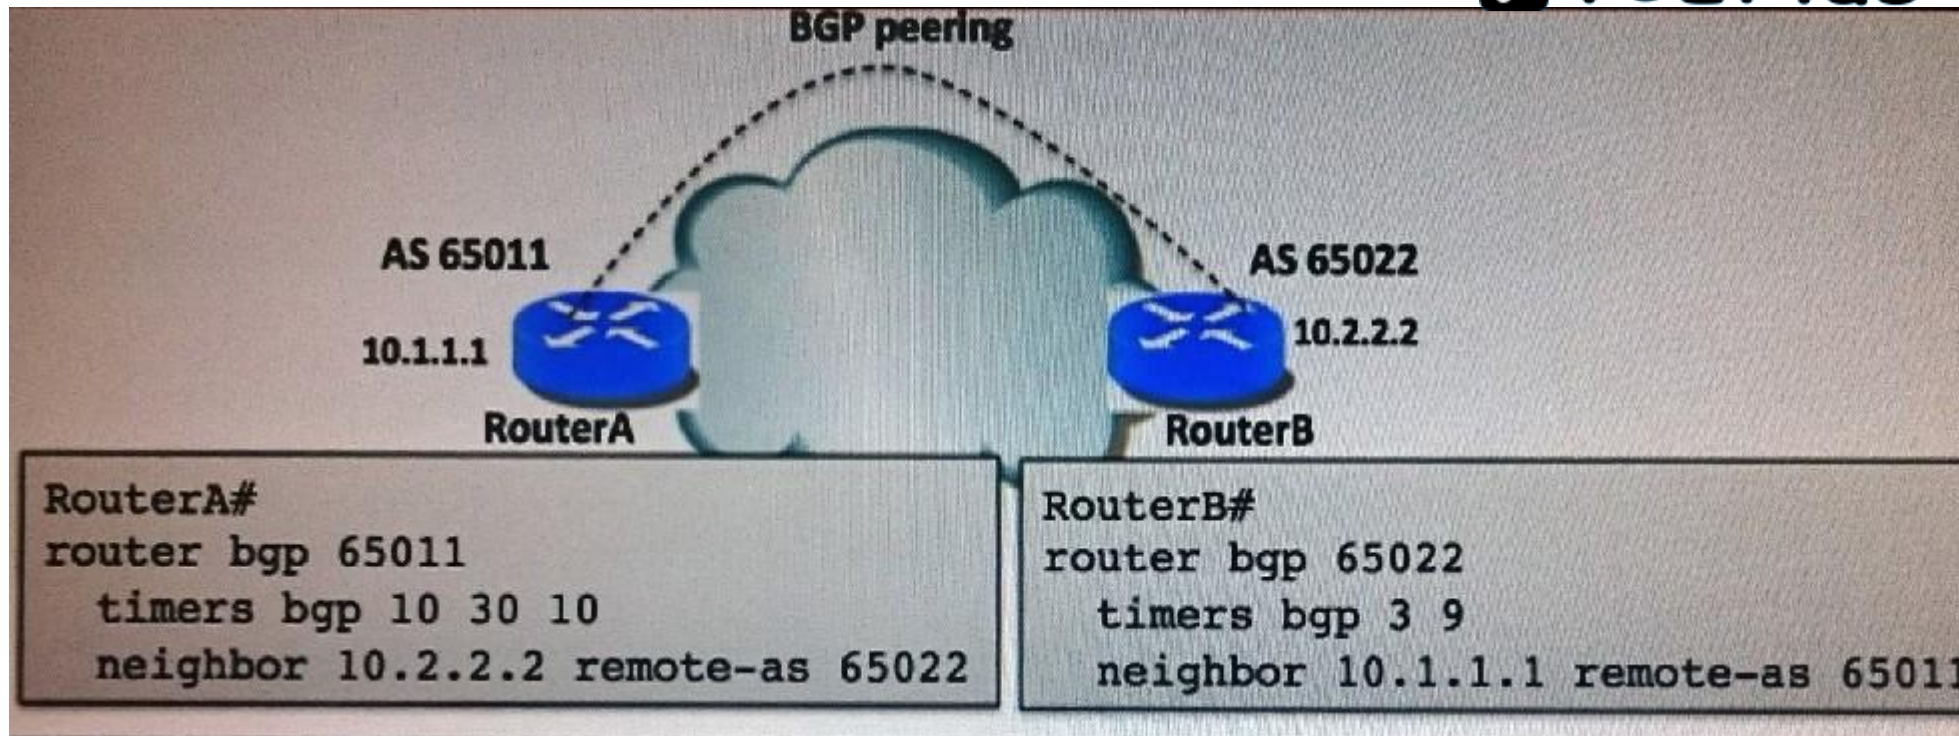 BGP peering
AS 65011
AS 65022
10.1.1.1
10.2.2.2
RouterA
RouterB
RouterA#
router bgp 65011
timers bgp 10 30 10
neighbor 10.2.2.2 remote-as 65022
RouterB#
router bgp 65022
timers bgp 3 9
neighbor 10.1.1.1 remote-as 65011